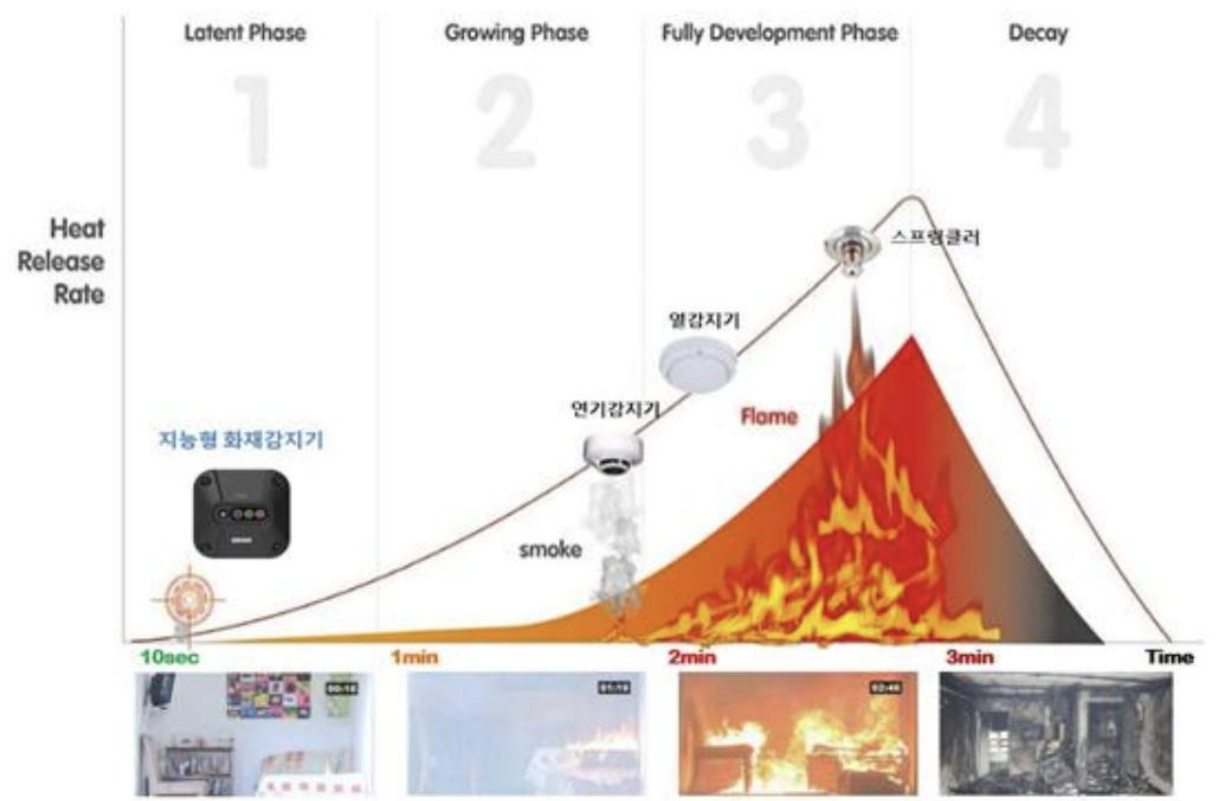 Latent Phase
Growing Phase
Fully Development Phase
Decay
1
2
3
4
Heat
Release
Rate
스프링클러
열감지기
연기감지기
Flame
지능형 화재감지기
smoke
10sec
1min
2min
3min
Time